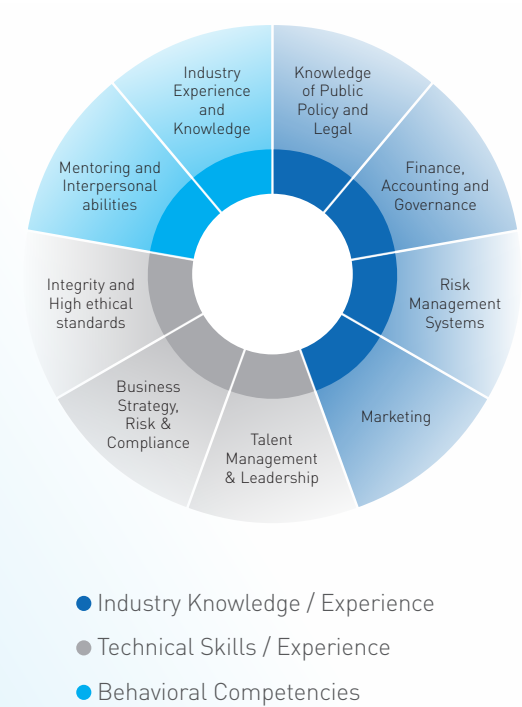 Industry
Experience
and
Knowledge
Knowledge
of Public
Policy and
Legal
Finance,
Accounting and
Governance
Risk
Management
Systems
Marketing
Talent
Management
& Leadership
Business
Strategy,
Risk &
Compliance
Integrity and
High ethical
standards
Mentoring and
Interpersonal
abilities
Industry Knowledge / Experience
Technical Skills / Experience
Behavioral Competencies